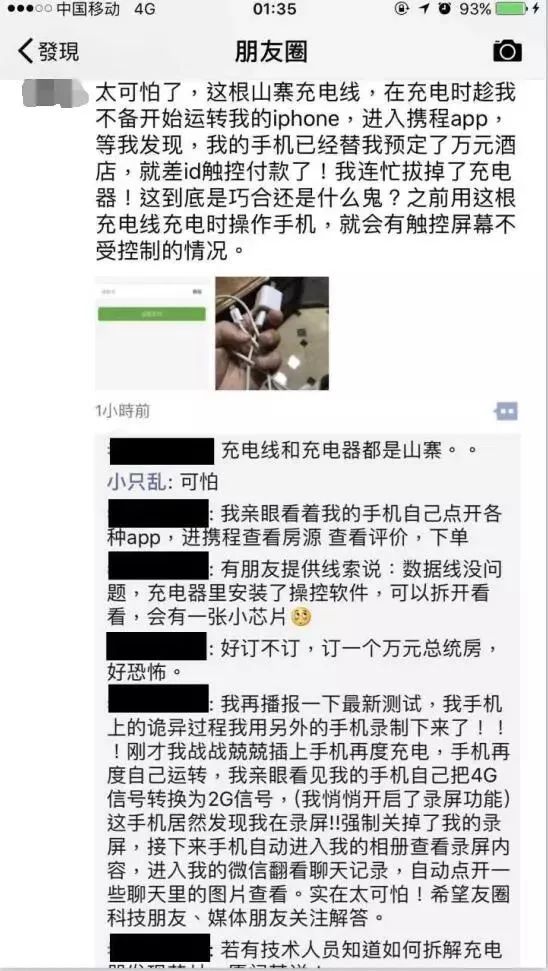 中国移动 4G 01:35 93%
發現 朋友圈
太可怕了，这根山寨充电线，在充电时趁我
不备开始运转我的iphone，进入携程app，
等我发现，我的手机已经替我预定了万元酒
店，就差id触控付款了！我连忙拔掉了充电
器！这到底是巧合还是什么鬼？之前用这根
充电线充电时操作手机，就会有触控屏幕不
受控制的情况。
1小時前
充电线和充电器都是山寨。。
小只乱: 可怕
: 我亲眼看着我的手机自己点开各
种app，进携程查看房源 查看评价，下单
: 有朋友提供线索说：数据线没问
题，充电器里安装了操控软件，可以拆开看
看，会有一张小芯片
: 好订不订，订一个万元总统房，
好恐怖。
: 我再播报一下最新测试，我手机
上的诡异过程我用另外的手机录制下来了！！
！刚才我战战兢兢插上手机再度充电，手机再
度自己运转，我亲眼看见我的手机自己把4G
信号转换为2G信号，(我悄悄开启了录屏功能)
这手机居然发现我在录屏!!强制关掉了我的录
屏，接下来手机自动进入我的相册查看录屏内
容，进入我的微信翻看聊天记录，自动点开一
些聊天里的图片查看。实在太可怕！希望友圈
科技朋友、媒体朋友关注解答。
: 若有技术人员知道如何拆解充电